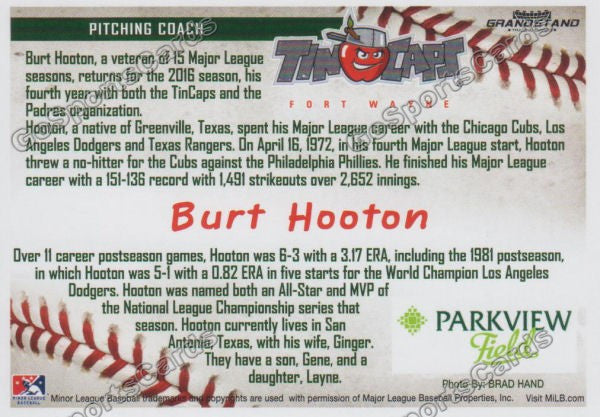 PITCHING COACH
GRANDSTAND
Burt Hooton, a veteran of 15 Major League
seasons, returns for the 2016 season, his
fourth year with both the TinCaps and the
Padres organization.
TINCAPS
FORT WAYNE
Hooton, a native of Greenville, Texas, spent his Major League career with the Chicago Cubs, Los
Angeles Dodgers and Texas Rangers. On April 16, 1972, in his fourth Major League start, Hooton
threw a no-hitter for the Cubs against the Philadelphia Phillies. He finished his Major League
career with a 151-136 record with 1,491 strikeouts over 2,652 innings.
Burt Hooton
Over 11 career postseason games, Hooton was 6-3 with a 3.17 ERA, including the 1981 postseason,
in which Hooton was 5-1 with a 0.82 ERA in five starts for the World Champion Los Angeles
Dodgers. Hooton was named both an All-Star and MVP of
the National League Championship series that
season. Hooton currently lives in San
Antonio, Texas, with his wife, Ginger.
They have a son, Gene, and a
daughter, Layne.
PARKVIEW
Field
Photo By: BRAD HAND
MINOR LEAGUE
BASEBALL
Minor League Baseball trademarks and copyrights are used with permission of Major League Baseball Properties, Inc.
Visit MiLB.com
GoSportsCards
GoSportsCards
GoSportsCards
GoSportsCards